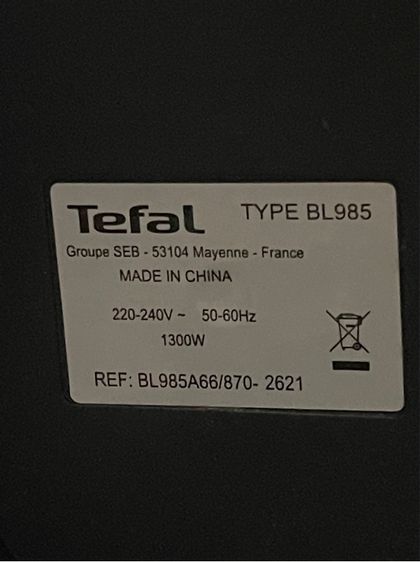 Tefal TYPE BL985
Groupe SEB - 53104 Mayenne - France
MADE IN CHINA
220-240V ~ 50-60Hz
1300W
REF: BL985A66/870- 2621